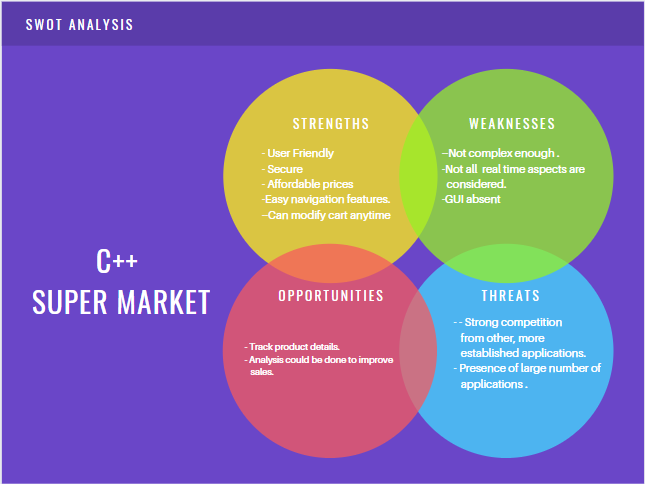 SWOT ANALYSIS
C++
SUPER MARKET
STRENGTHS
- User Friendly
- Secure
- Affordable prices
-Easy navigation features.
--Can modify cart anytime
WEAKNESSES
--Not complex enough .
-Not all real time aspects are
considered.
-GUI absent
OPPORTUNITIES
- Track product details.
- Analysis could be done to improve
sales.
THREATS
- - Strong competition
from other, more
established applications.
- Presence of large number of
applications .